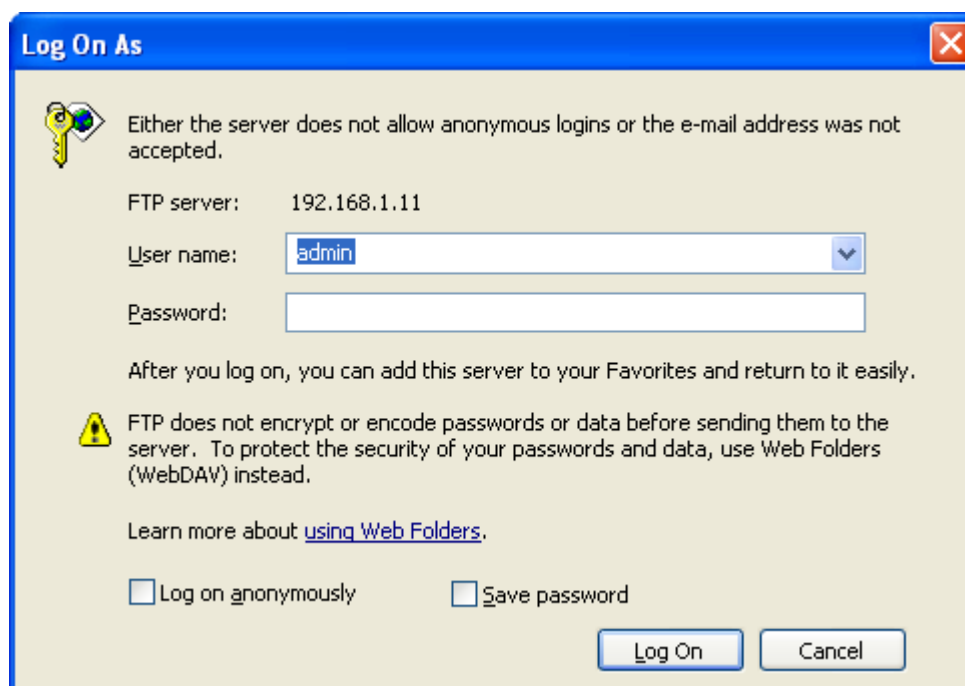 Log On As
Either the server does not allow anonymous logins or the e-mail address was not
accepted.
FTP server: 192.168.1.11
User name: admin
Password:
After you log on, you can add this server to your Favorites and return to it easily.
FTP does not encrypt or encode passwords or data before sending them to the
server. To protect the security of your passwords and data, use Web Folders
(WebDAV) instead.
Learn more about using Web Folders.
Log on anonymously Save password
Log On Cancel